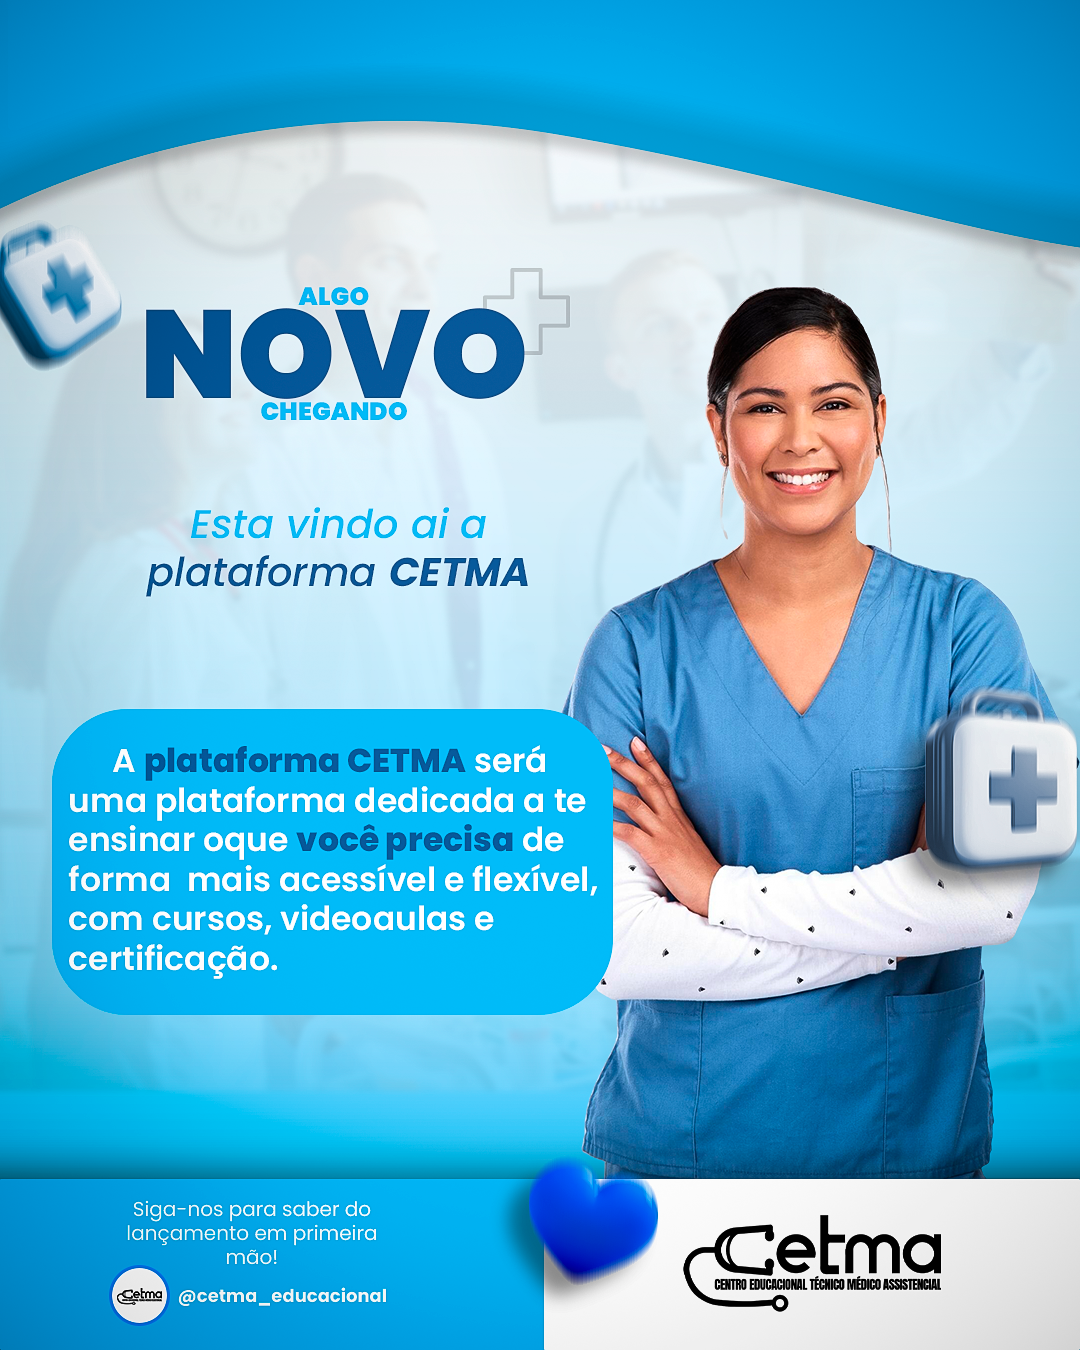 ALGO
NOVO
CHEGANDO
Esta vindo ai a
plataforma CETMA
A plataforma CETMA será
uma plataforma dedicada a te
ensinar oque você precisa de
forma mais acessível e flexível,
com cursos, videoaulas e
certificação.
Siga-nos para saber do
lançamento em primeira
mão!
Cetma
@cetma_educacional
Cetma
CENTRO EDUCACIONAL TÉCNICO MÉDICO ASSISTENCIAL